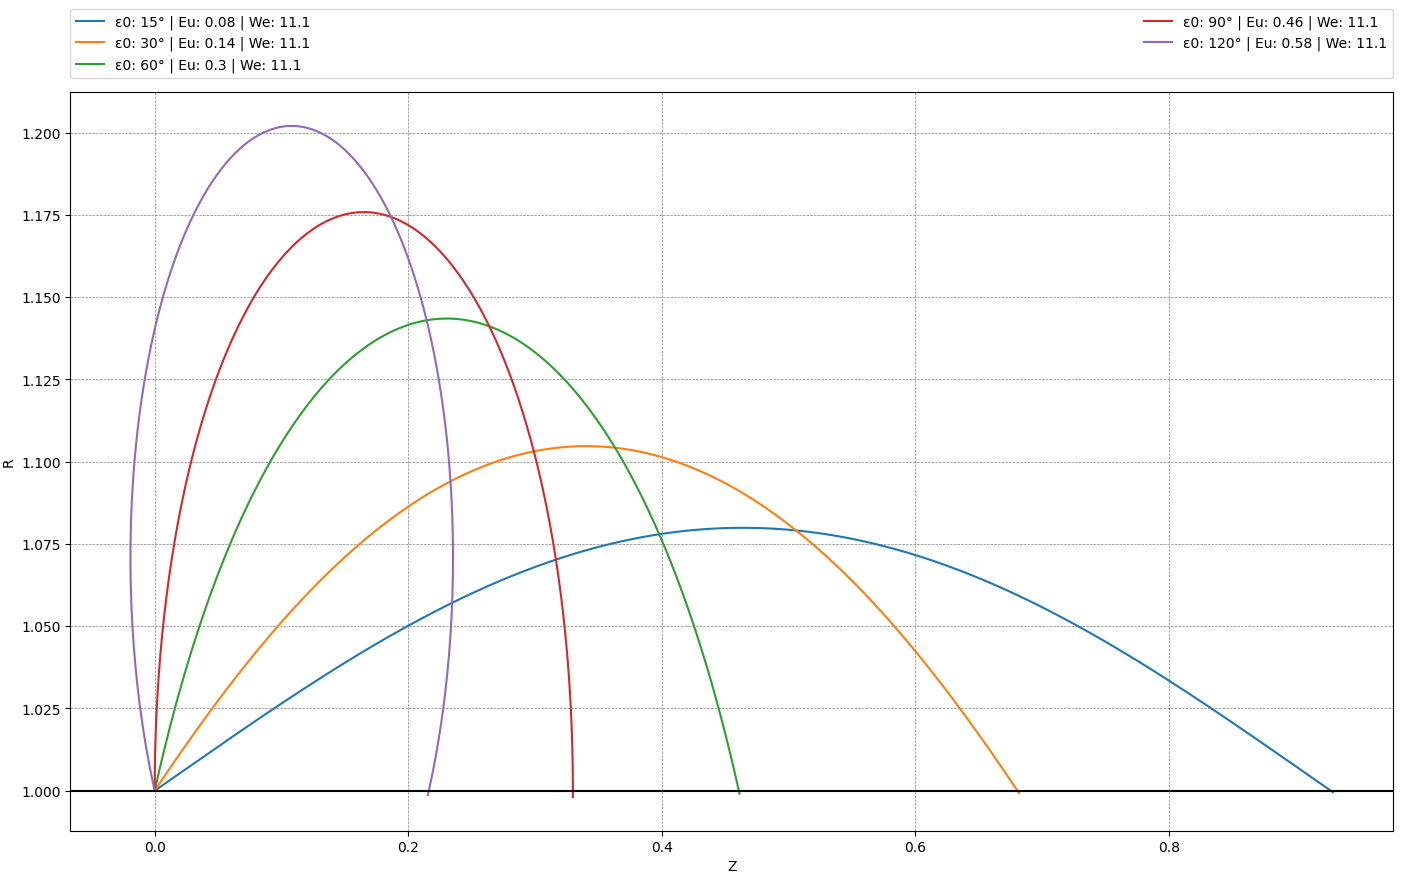 ε0: 15° | Eu: 0.08 | We: 11.1
ε0: 30° | Eu: 0.14 | We: 11.1
ε0: 60° | Eu: 0.3 | We: 11.1
ε0: 90° | Eu: 0.46 | We: 11.1
ε0: 120° | Eu: 0.58 | We: 11.1
1.200
1.175
1.150
1.125
1.100
1.075
1.050
1.025
1.000
R
0.0 0.2 0.4 0.6 0.8
Z